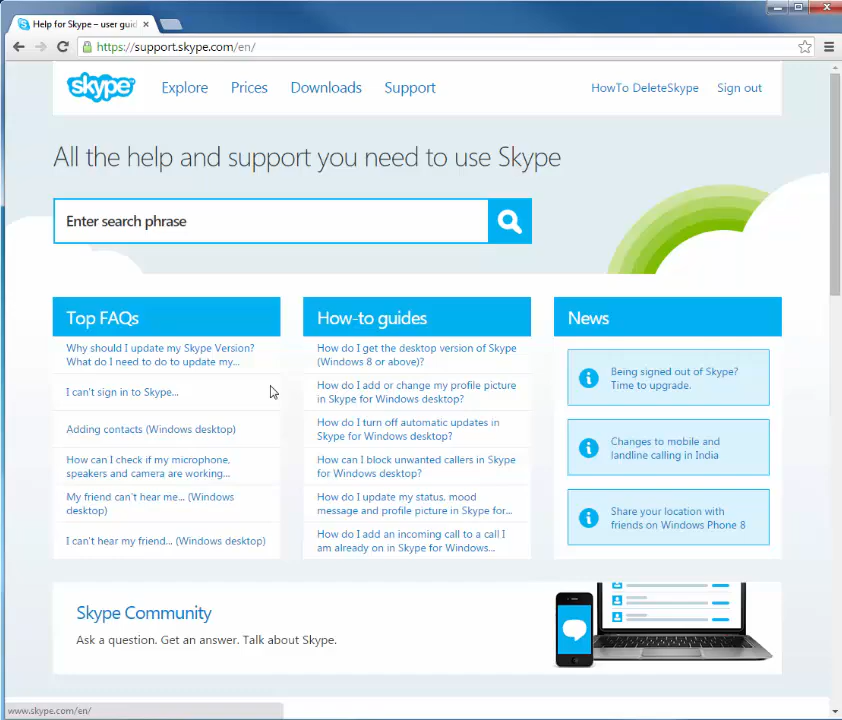 Help for Skype – user guid
https://support.skype.com/en/
skype
Explore
Prices
Downloads
Support
HowTo DeleteSkype
Sign out
All the help and support you need to use Skype
Enter search phrase
Top FAQs
Why should I update my Skype Version?
What do I need to do to update my...
I can't sign in to Skype...
Adding contacts (Windows desktop)
How can I check if my microphone,
speakers and camera are working...
My friend can't hear me... (Windows
desktop)
I can't hear my friend... (Windows desktop)
How-to guides
How do I get the desktop version of Skype
(Windows 8 or above)?
How do I add or change my profile picture
in Skype for Windows desktop?
How do I turn off automatic updates in
Skype for Windows desktop?
How can I block unwanted callers in Skype
for Windows desktop?
How do I update my status, mood
message and profile picture in Skype for...
How do I add an incoming call to a call I
am already on in Skype for Windows...
News
Being signed out of Skype?
Time to upgrade.
Changes to mobile and
landline calling in India
Share your location with
friends on Windows Phone 8
Skype Community
Ask a question. Get an answer. Talk about Skype.
www.skype.com/en/